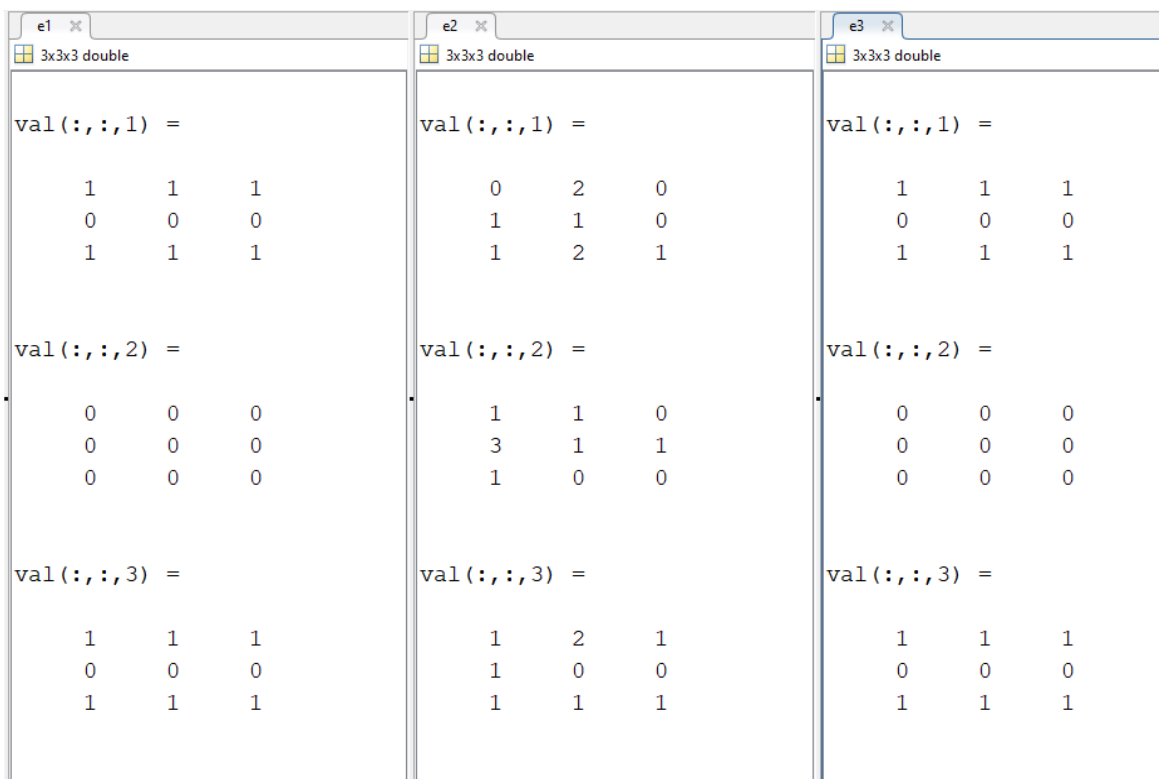 e1
3x3x3 double
val(:,:,1) =
1 1 1
0 0 0
1 1 1
val(:,:,2) =
0 0 0
0 0 0
0 0 0
val(:,:,3) =
1 1 1
0 0 0
1 1 1
e2
3x3x3 double
val(:,:,1) =
0 2 0
1 1 0
1 2 1
val(:,:,2) =
1 1 0
3 1 1
1 0 0
val(:,:,3) =
1 2 1
1 0 0
1 1 1
e3
3x3x3 double
val(:,:,1) =
1 1 1
0 0 0
1 1 1
val(:,:,2) =
0 0 0
0 0 0
0 0 0
val(:,:,3) =
1 1 1
0 0 0
1 1 1